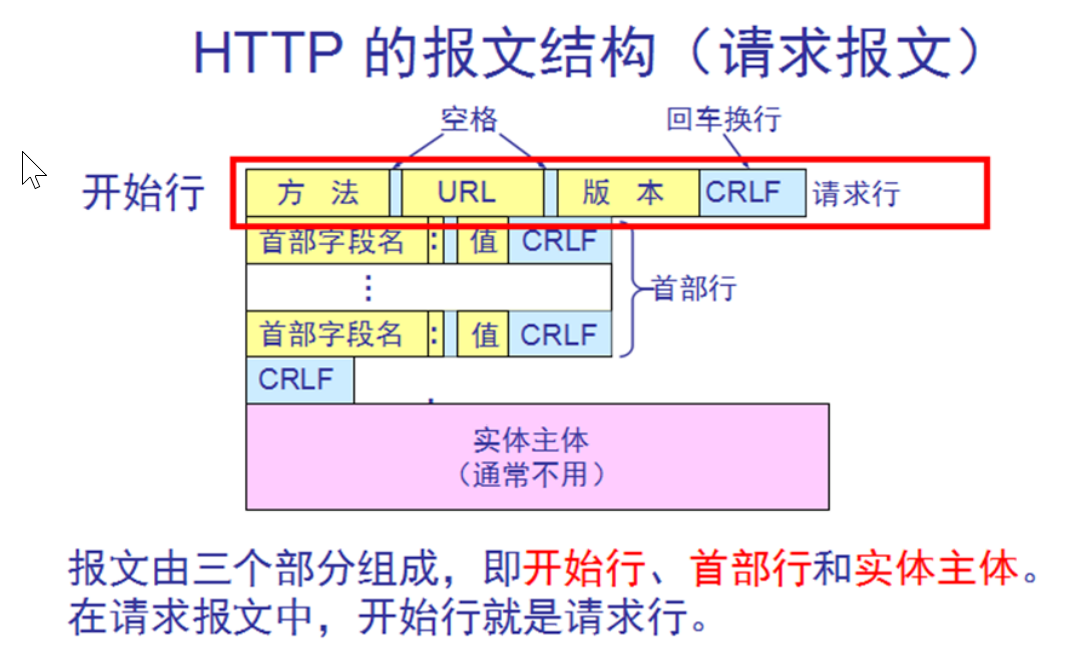 HTTP 的报文结构（请求报文）
空格 回车换行
开始行 方 法 URL 版 本 CRLF 请求行
首部字段名 : 值 CRLF
⋮ 首部行
首部字段名 : 值 CRLF
CRLF
实体主体
（通常不用）
报文由三个部分组成，即开始行、首部行和实体主体。
在请求报文中，开始行就是请求行。